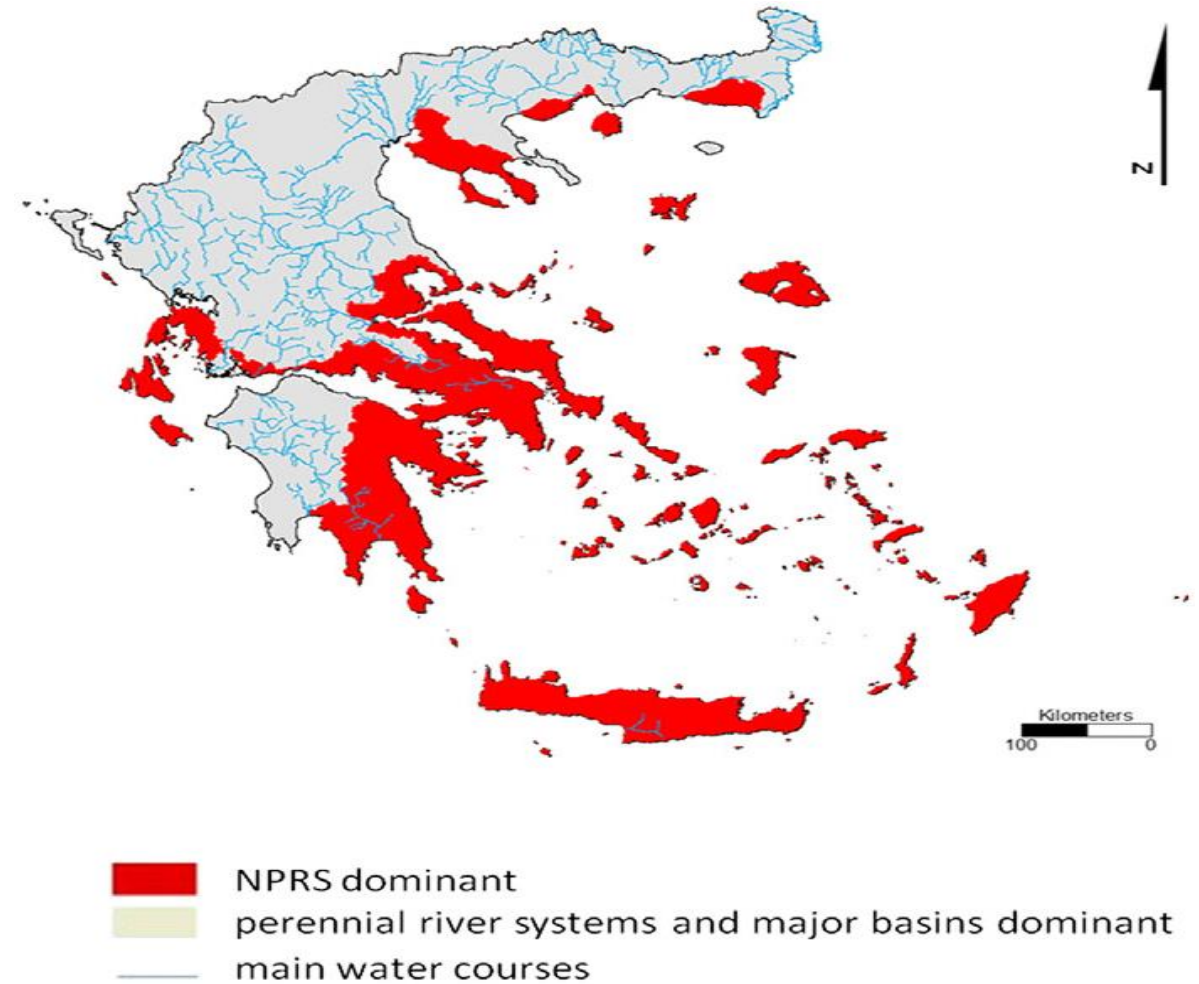 N
Kilometers
100 0
NPRS dominant
perennial river systems and major basins dominant
main water courses